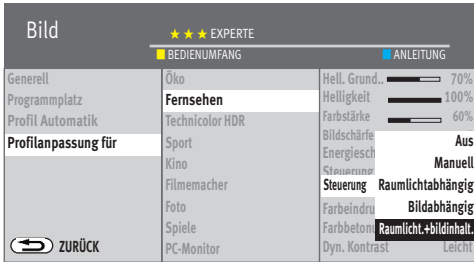 Bild
EXPERTE
BEDIENUMFANG
ANLEITUNG
Generell
Programmplatz
Profil Automatik
Profilanpassung für
ZURÜCK
Öko
Fernsehen
Technicolor HDR
Sport
Kino
Filmemacher
Foto
Spiele
PC-Monitor
Hell. Grund.. 70%
Helligkeit 100%
Farbstärke 60%
Bildschärfe
Energiesch
Steuerung
Steuerung
Farbeindru
Farbbetonu
Dyn. Kontrast Leicht
Aus
Manuell
Raumlichtabhängig
Bildabhängig
Raumlicht.+bildinhalt.